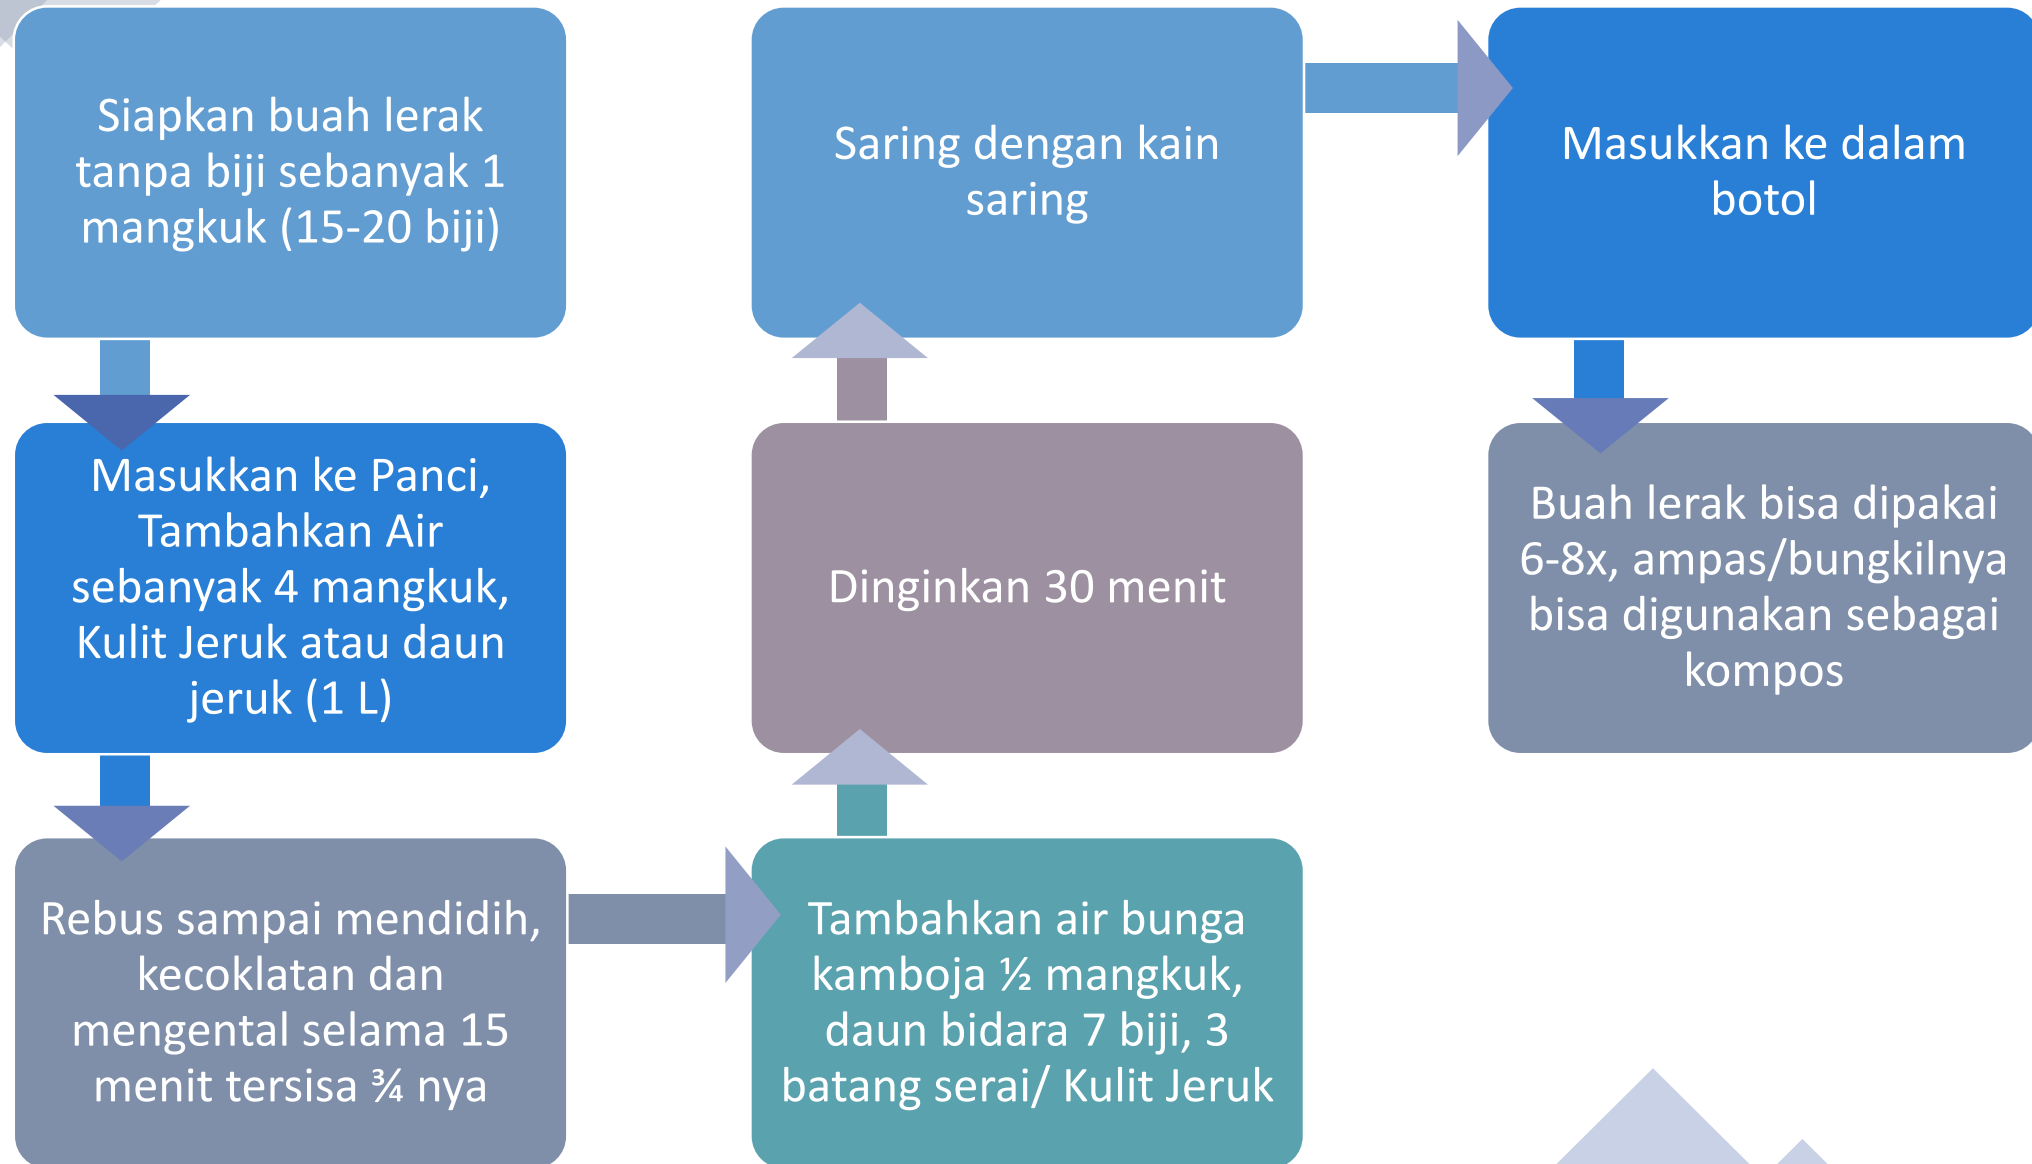 Siapkan buah lerak
tanpa biji sebanyak 1
mangkuk (15-20 biji)
Masukkan ke Panci,
Tambahkan Air
sebanyak 4 mangkuk,
Kulit Jeruk atau daun
jeruk (1 L)
Rebus sampai mendidih,
kecoklatan dan
mengental selama 15
menit tersisa ¾ nya
Tambahkan air bunga
kamboja ½ mangkuk,
daun bidara 7 biji, 3
batang serai/ Kulit Jeruk
Dinginkan 30 menit
Saring dengan kain
saring
Masukkan ke dalam
botol
Buah lerak bisa dipakai
6-8x, ampas/bungkilnya
bisa digunakan sebagai
kompos